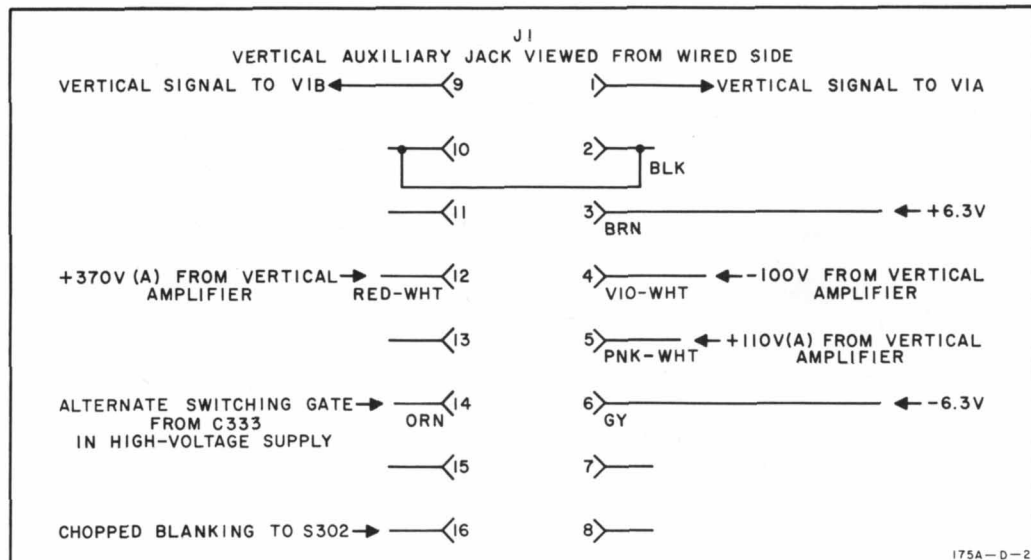 J1
VERTICAL AUXILIARY JACK VIEWED FROM WIRED SIDE
VERTICAL SIGNAL TO V1B 9 1 VERTICAL SIGNAL TO V1A
10 2
BLK
11 3 +6.3V
BRN
+370V (A) FROM VERTICAL 12 4 -100V FROM VERTICAL
AMPLIFIER RED-WHT VIO-WHT AMPLIFIER
13 5 +110V(A) FROM VERTICAL
PNK-WHT AMPLIFIER
ALTERNATE SWITCHING GATE 14 6 -6.3V
FROM C333 ORN GY
IN HIGH-VOLTAGE SUPPLY
15 7
CHOPPED BLANKING TO S302 16 8
175A-D-2